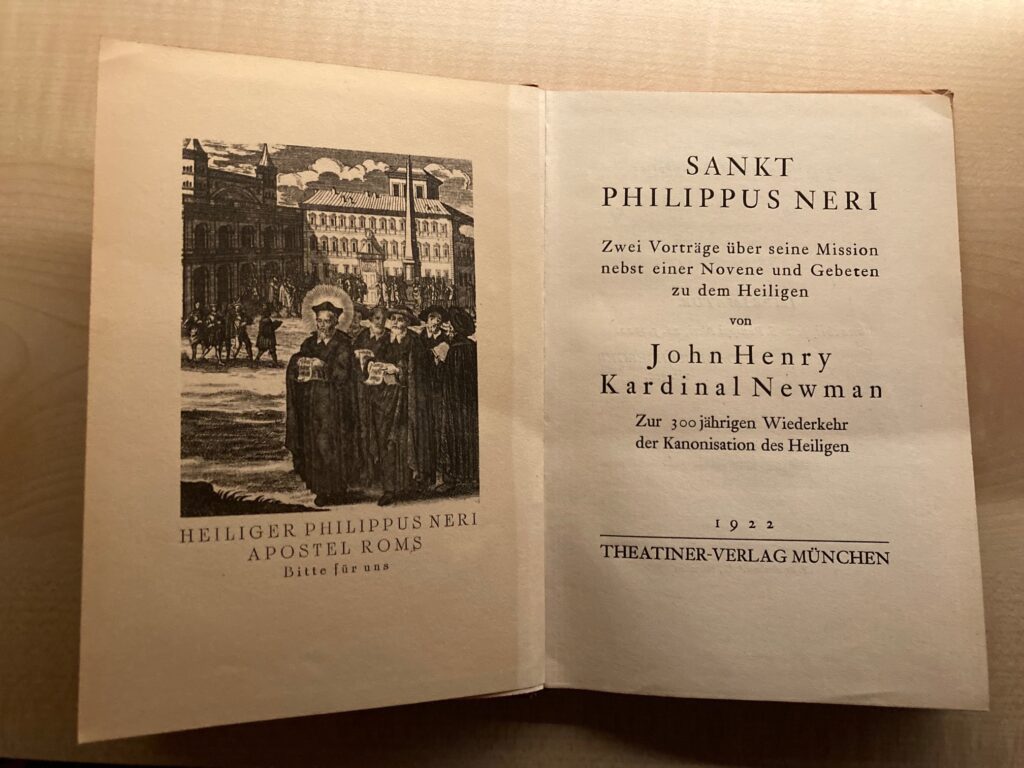 HEILIGER PHILIPPUS NERI
APOSTEL ROMS
Bitte für uns
SANKT
PHILIPPUS NERI
Zwei Vorträge über seine Mission
nebst einer Novene und Gebeten
zu dem Heiligen
von
John Henry
Kardinal Newman
Zur 300jährigen Wiederkehr
der Kanonisation des Heiligen
1922
THEATINER-VERLAG MÜNCHEN